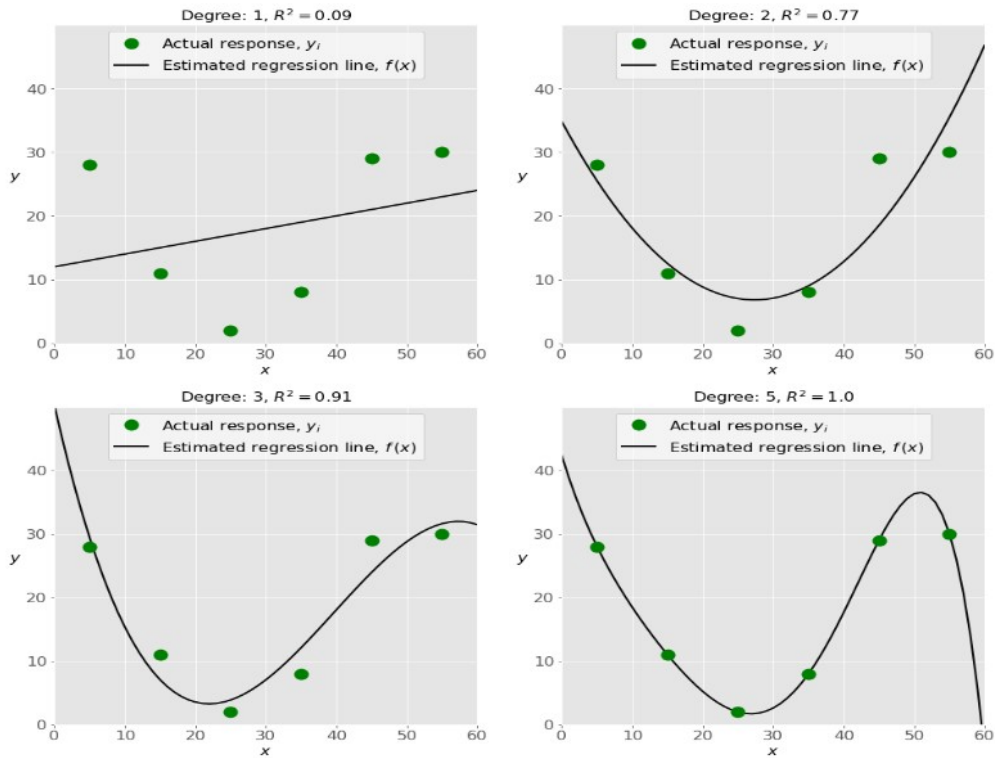 Degree: 1, R² = 0.09
Actual response, yᵢ
Estimated regression line, f(x)
40
30
20
10
0
y
0 10 20 30 40 50 60
x
Degree: 2, R² = 0.77
Actual response, yᵢ
Estimated regression line, f(x)
40
30
20
10
0
y
0 10 20 30 40 50 60
x
Degree: 3, R² = 0.91
Actual response, yᵢ
Estimated regression line, f(x)
40
30
20
10
0
y
0 10 20 30 40 50 60
x
Degree: 5, R² = 1.0
Actual response, yᵢ
Estimated regression line, f(x)
40
30
20
10
0
y
0 10 20 30 40 50 60
x